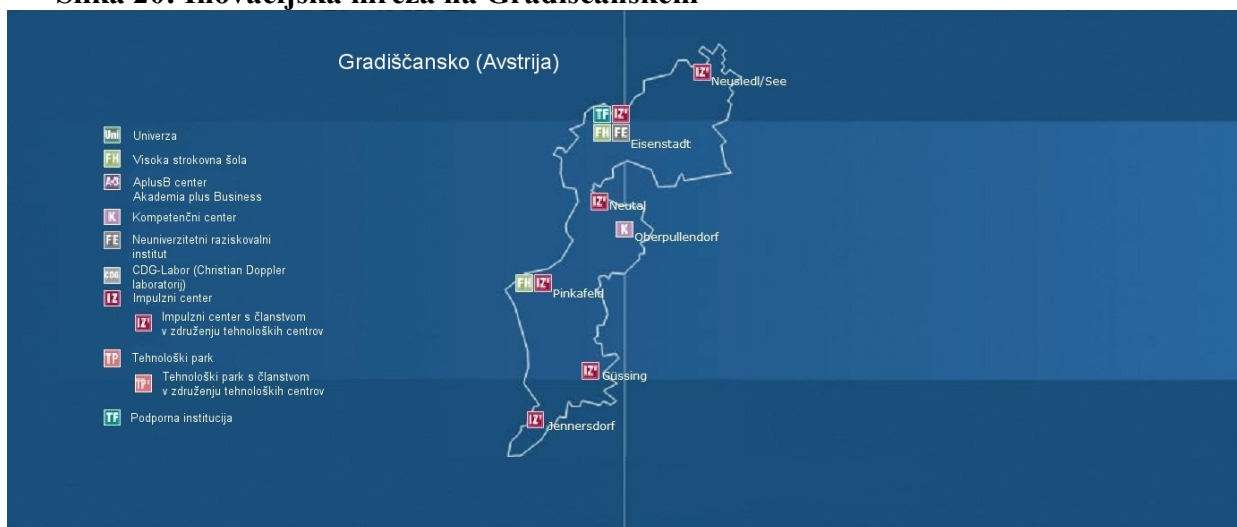 Slika 20: Inovacijska mreža na Gradiščanskem
Gradiščansko (Avstrija)
Uni Univerza
FH Visoka strokovna šola
A+B AplusB center
Akademia plus Business
K Kompetenčni center
FE Neuniverzitetni raziskovalni
institut
CDG CDG-Labor (Christian Doppler
laboratorij)
IZ Impulzni center
IZ' Impulzni center s članstvom
v združenju tehnoloških centrov
TP Tehnološki park
TP' Tehnološki park s članstvom
v združenju tehnoloških centrov
TF Podporna institucija
IZ' Neusiedl/See
TF IZ'
FH FE
Eisenstadt
IZ' Neutal
K Oberpullendorf
FH IZ' Pinkafeld
IZ' Güssing
IZ' Jennersdorf